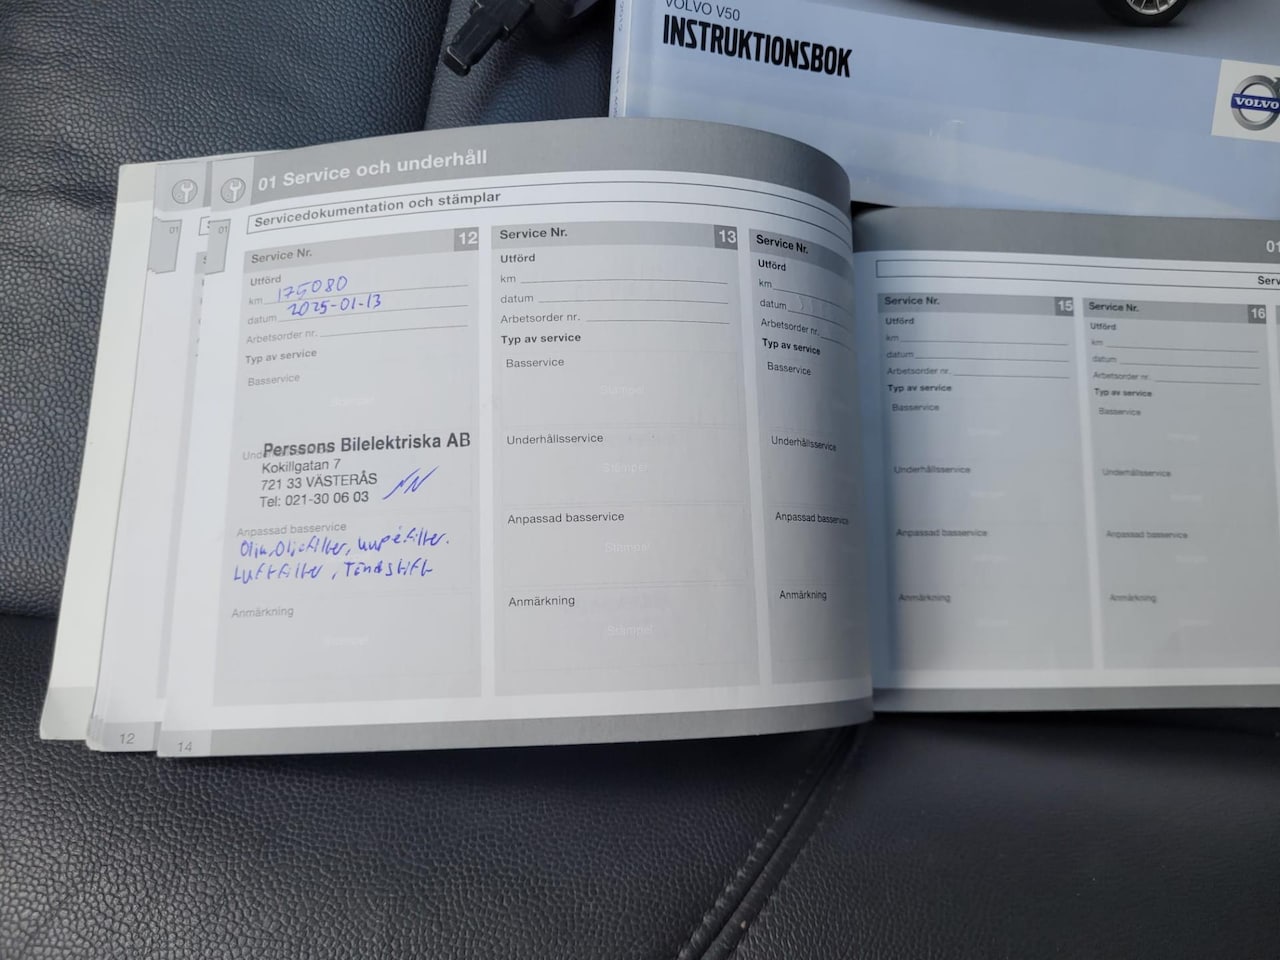 VOLVO V50
INSTRUKTIONSBOK
VOLVO
01 Service och underhåll
Servicedokumentation och stämplar
01
01
Service Nr. 12
Utförd
km 175080
datum 2025-01-13
Arbetsorder nr.
Typ av service
Basservice
Stämpel
Perssons Bilelektriska AB
Kokillgatan 7
721 33 VÄSTERÅS
Tel: 021-30 06 03
Anpassad basservice
Olja, Oljefilter, kupéfilter.
Luftfilter, Tändstift
Anmärkning
Stämpel
Service Nr. 13
Utförd
km
datum
Arbetsorder nr.
Typ av service
Basservice
Stämpel
Underhållsservice
Stämpel
Anpassad basservice
Stämpel
Anmärkning
Stämpel
Service Nr.
Utförd
km
datum
Arbetsorder nr.
Typ av service
Basservice
Underhållsservice
Anpassad basservice
Anmärkning
12
14
01
Serv
Service Nr. 15
Utförd
km
datum
Arbetsorder nr.
Typ av service
Basservice
Underhållsservice
Anpassad basservice
Anmärkning
Service Nr. 16
Utförd
km
datum
Arbetsorder nr.
Typ av service
Basservice
Underhållsservice
Anpassad basservice
Anmärkning